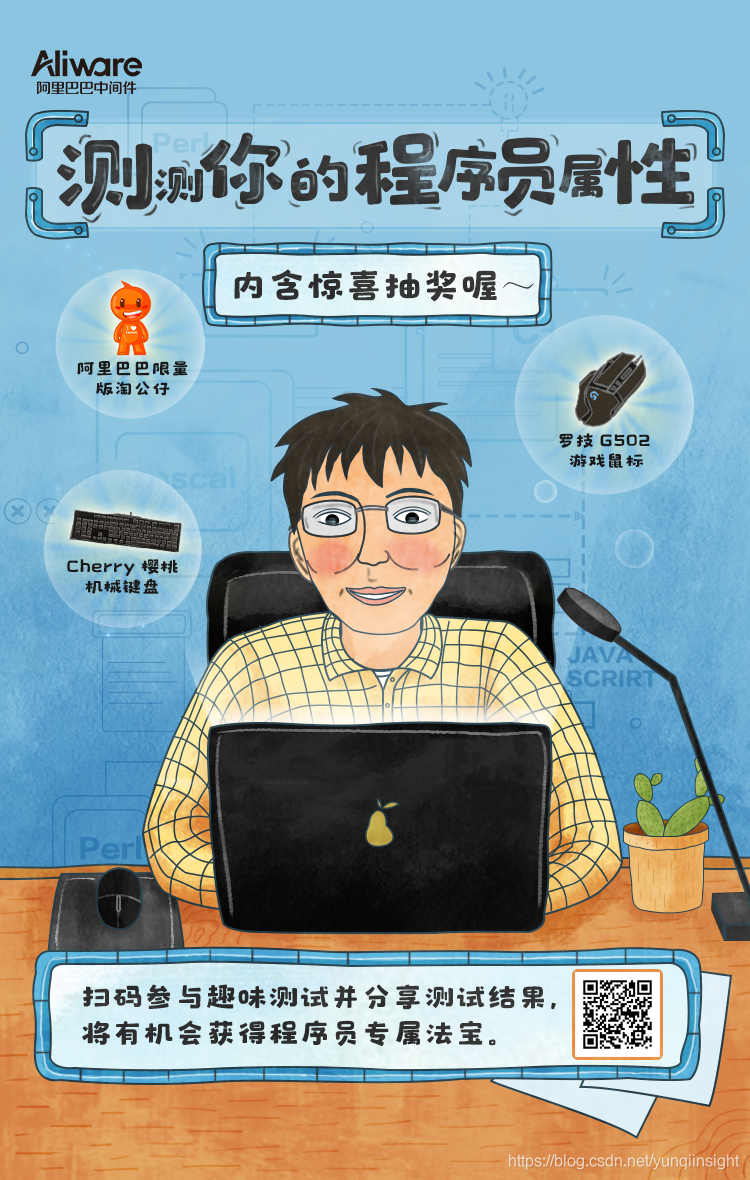 Aliware
阿里巴巴中间件
Perl
测测你的程序员属性
内含惊喜抽奖喔～
阿里巴巴限量
版淘公仔
罗技 G502
游戏鼠标
Cherry 樱桃
机械键盘
JAVA
SCRIRT
Perl
扫码参与趣味测试并分享测试结果，
将有机会获得程序员专属法宝。
https://blog.csdn.net/yunqiinsight